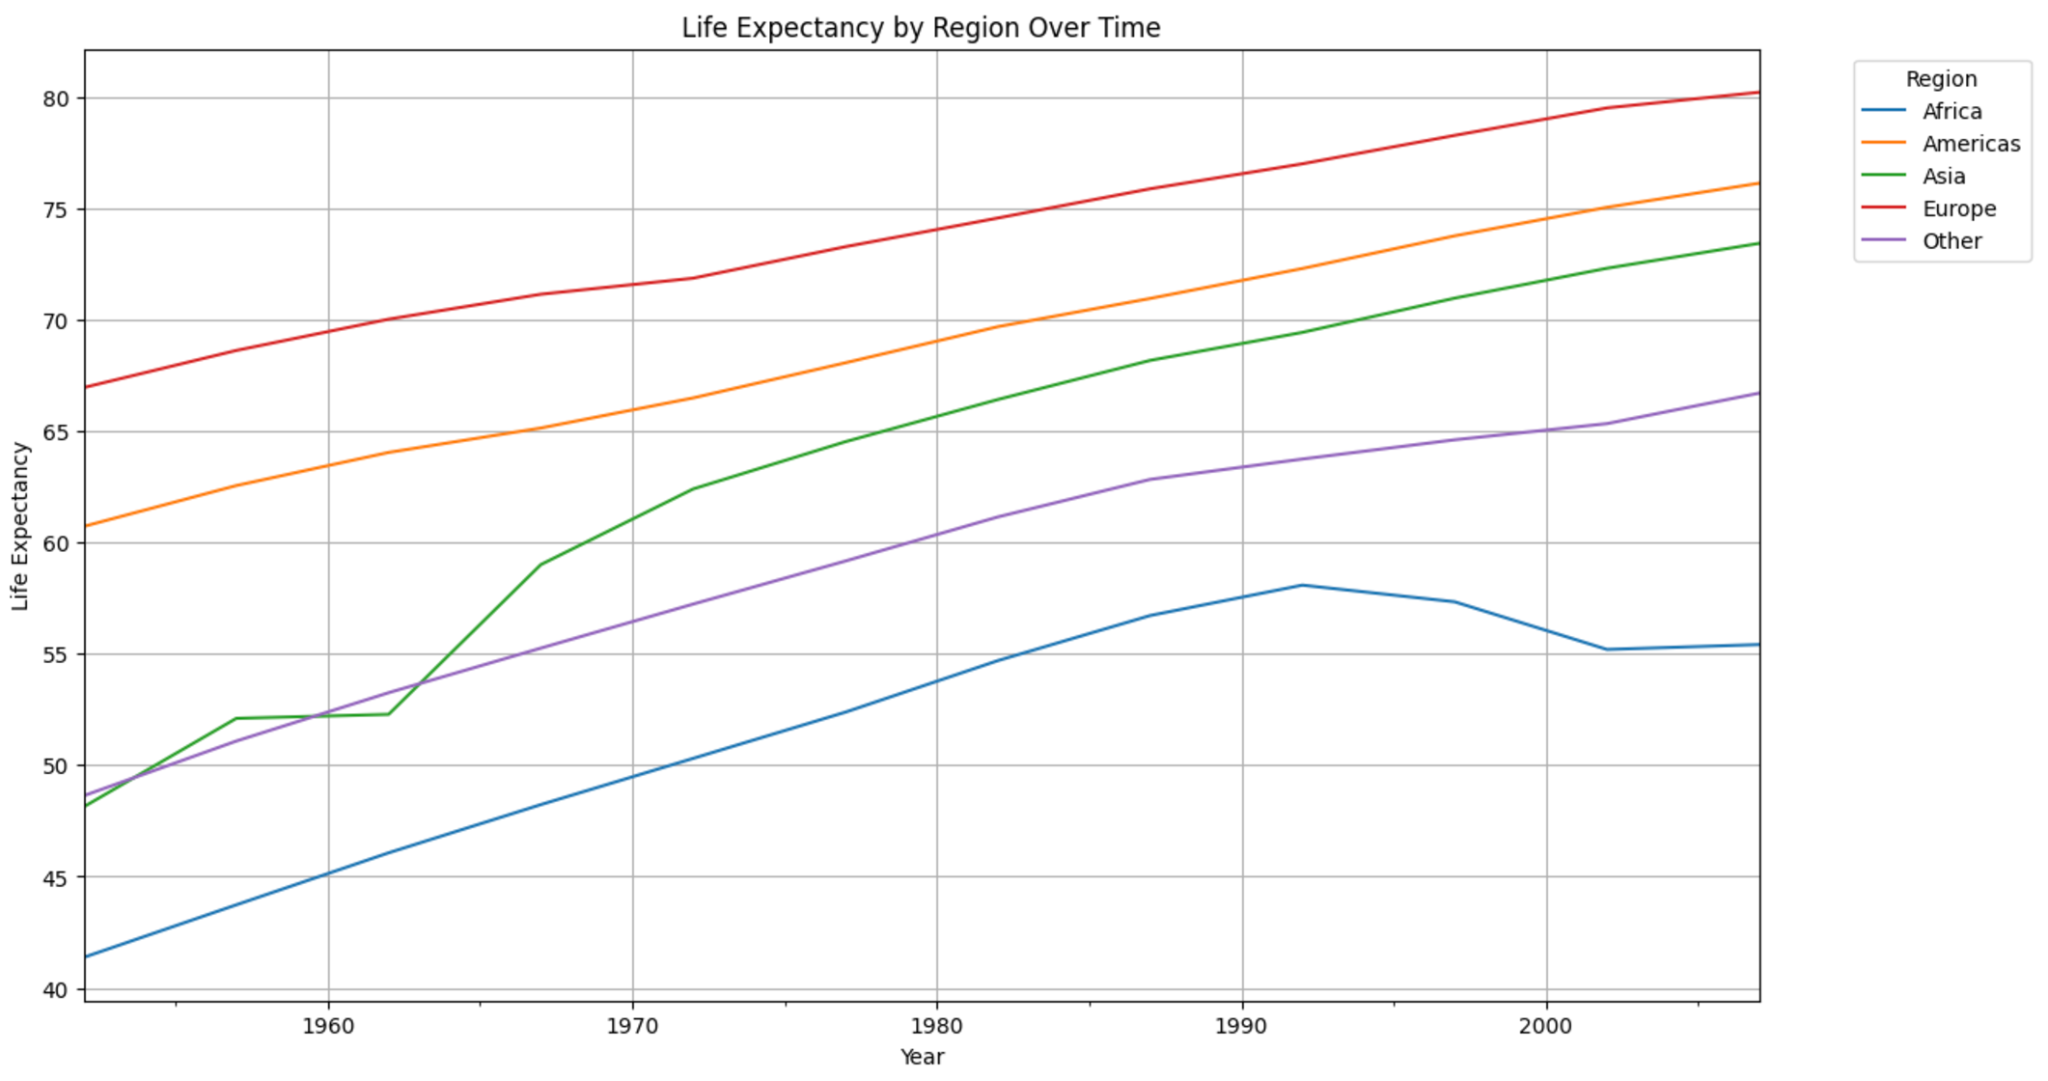 Life Expectancy by Region Over Time
Region
Africa
Americas
Asia
Europe
Other
80
75
70
65
60
55
50
45
40
Life Expectancy
1960 1970 1980 1990 2000
Year